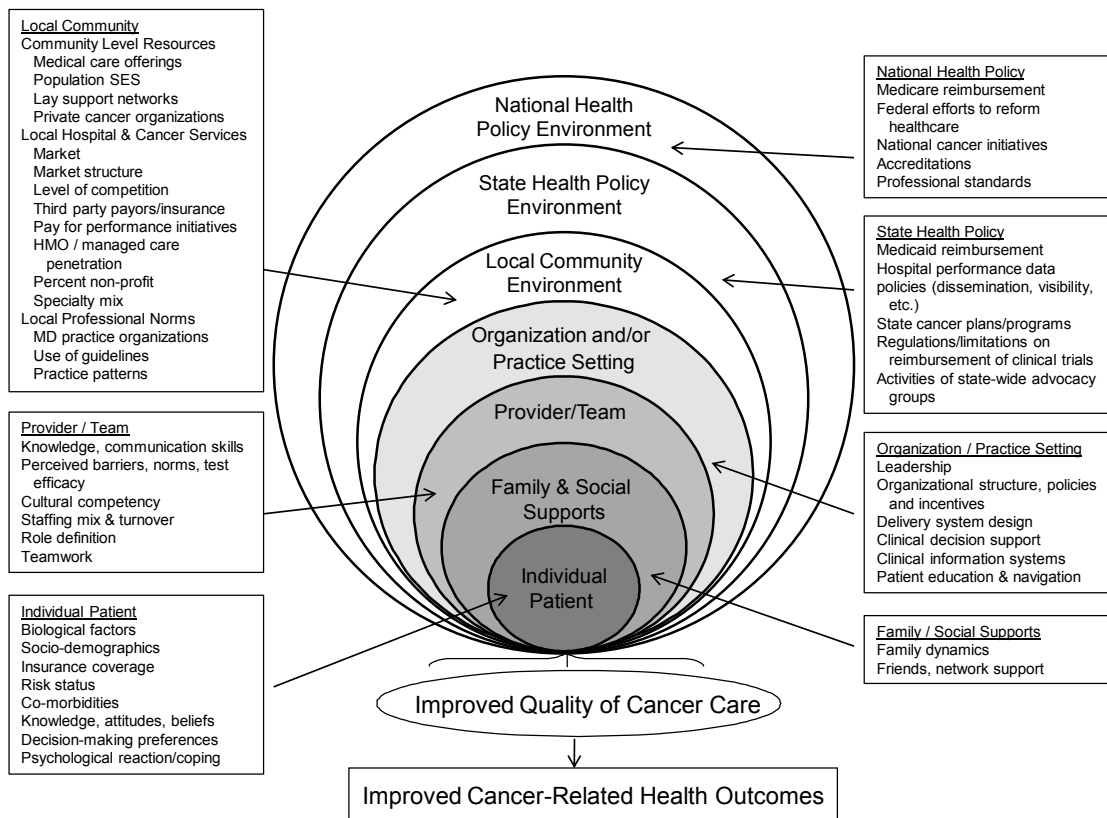 Local Community
Community Level Resources
Medical care offerings
Population SES
Lay support networks
Private cancer organizations
Local Hospital & Cancer Services
Market
Market structure
Level of competition
Third party payors/insurance
Pay for performance initiatives
HMO / managed care
penetration
Percent non-profit
Specialty mix
Local Professional Norms
MD practice organizations
Use of guidelines
Practice patterns
Provider / Team
Knowledge, communication skills
Perceived barriers, norms, test
efficacy
Cultural competency
Staffing mix & turnover
Role definition
Teamwork
Individual Patient
Biological factors
Socio-demographics
Insurance coverage
Risk status
Co-morbidities
Knowledge, attitudes, beliefs
Decision-making preferences
Psychological reaction/coping
National Health
Policy Environment
State Health Policy
Environment
Local Community
Environment
Organization and/or
Practice Setting
Provider/Team
Family & Social
Supports
Individual
Patient
Improved Quality of Cancer Care
Improved Cancer-Related Health Outcomes
National Health Policy
Medicare reimbursement
Federal efforts to reform
healthcare
National cancer initiatives
Accreditations
Professional standards
State Health Policy
Medicaid reimbursement
Hospital performance data
policies (dissemination, visibility,
etc.)
State cancer plans/programs
Regulations/limitations on
reimbursement of clinical trials
Activities of state-wide advocacy
groups
Organization / Practice Setting
Leadership
Organizational structure, policies
and incentives
Delivery system design
Clinical decision support
Clinical information systems
Patient education & navigation
Family / Social Supports
Family dynamics
Friends, network support